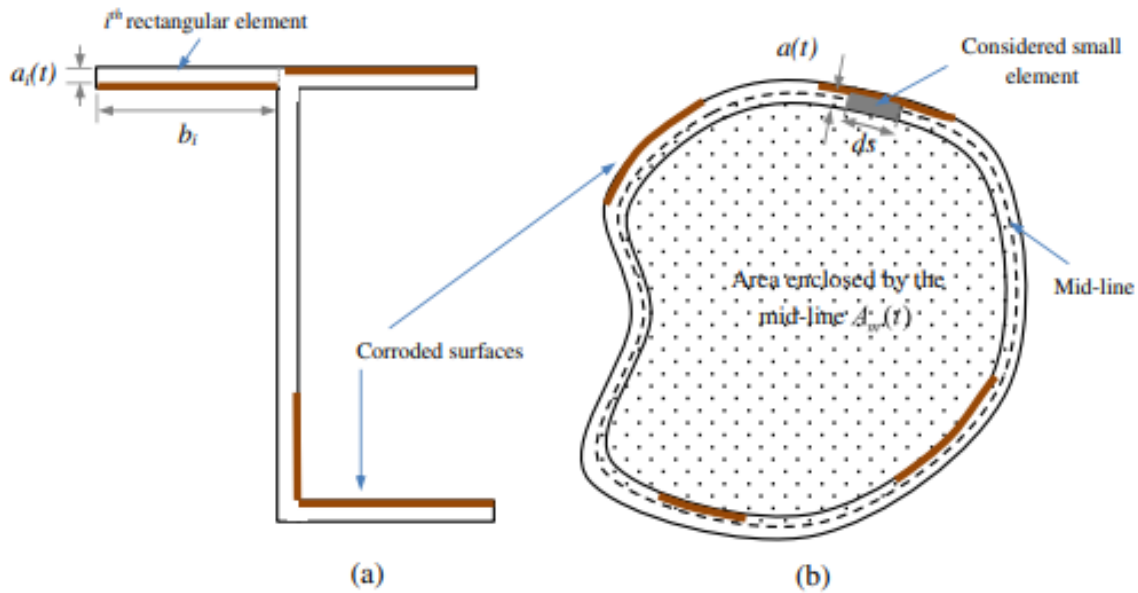 i^th rectangular element
a_i(t)
b_i
a(t)
Considered small
element
ds
Area enclosed by the
mid-line A_w(t)
Mid-line
Corroded surfaces
(a)
(b)